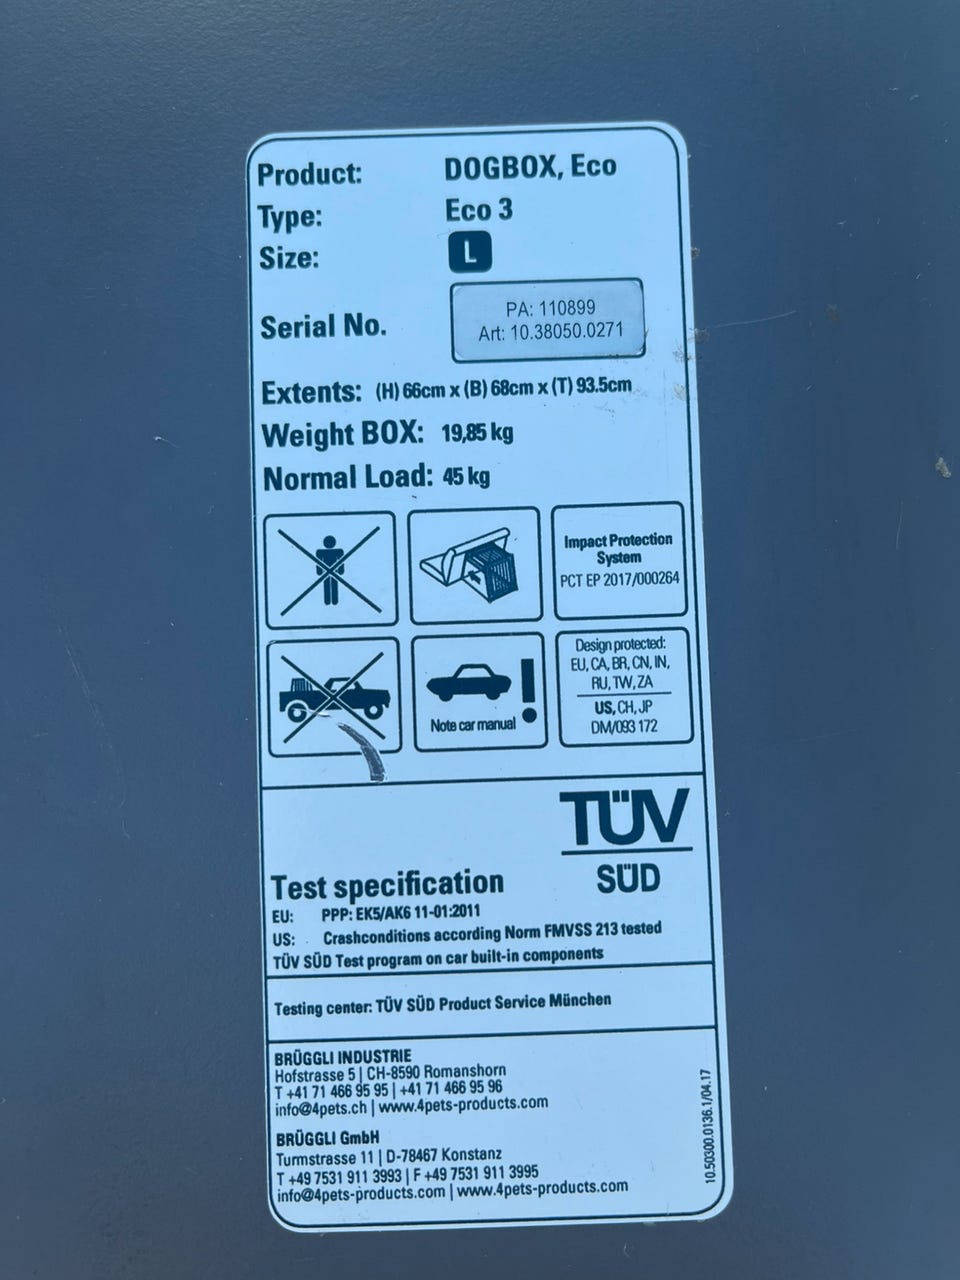 Product: DOGBOX, Eco
Type: Eco 3
Size: L
Serial No. PA: 110899
Art: 10.38050.0271
Extents: (H) 66cm x (B) 68cm x (T) 93.5cm
Weight BOX: 19,85 kg
Normal Load: 45 kg
Impact Protection
System
PCT EP 2017/000264
Note car manual
Design protected:
EU, CA, BR, CN, IN,
RU, TW, ZA
US, CH, JP
DM/093 172
TÜV
SÜD
Test specification
EU: PPP: EK5/AK6 11-01:2011
US: Crashconditions according Norm FMVSS 213 tested
TÜV SÜD Test program on car built-in components
Testing center: TÜV SÜD Product Service München
BRÜGGLI INDUSTRIE
Hofstrasse 5 | CH-8590 Romanshorn
T +41 71 466 95 95 | +41 71 466 95 96
info@4pets.ch | www.4pets-products.com
BRÜGGLI GmbH
Turmstrasse 11 | D-78467 Konstanz
T +49 7531 911 3993 | F +49 7531 911 3995
info@4pets-products.com | www.4pets-products.com
10.50300.0136.1/04.17